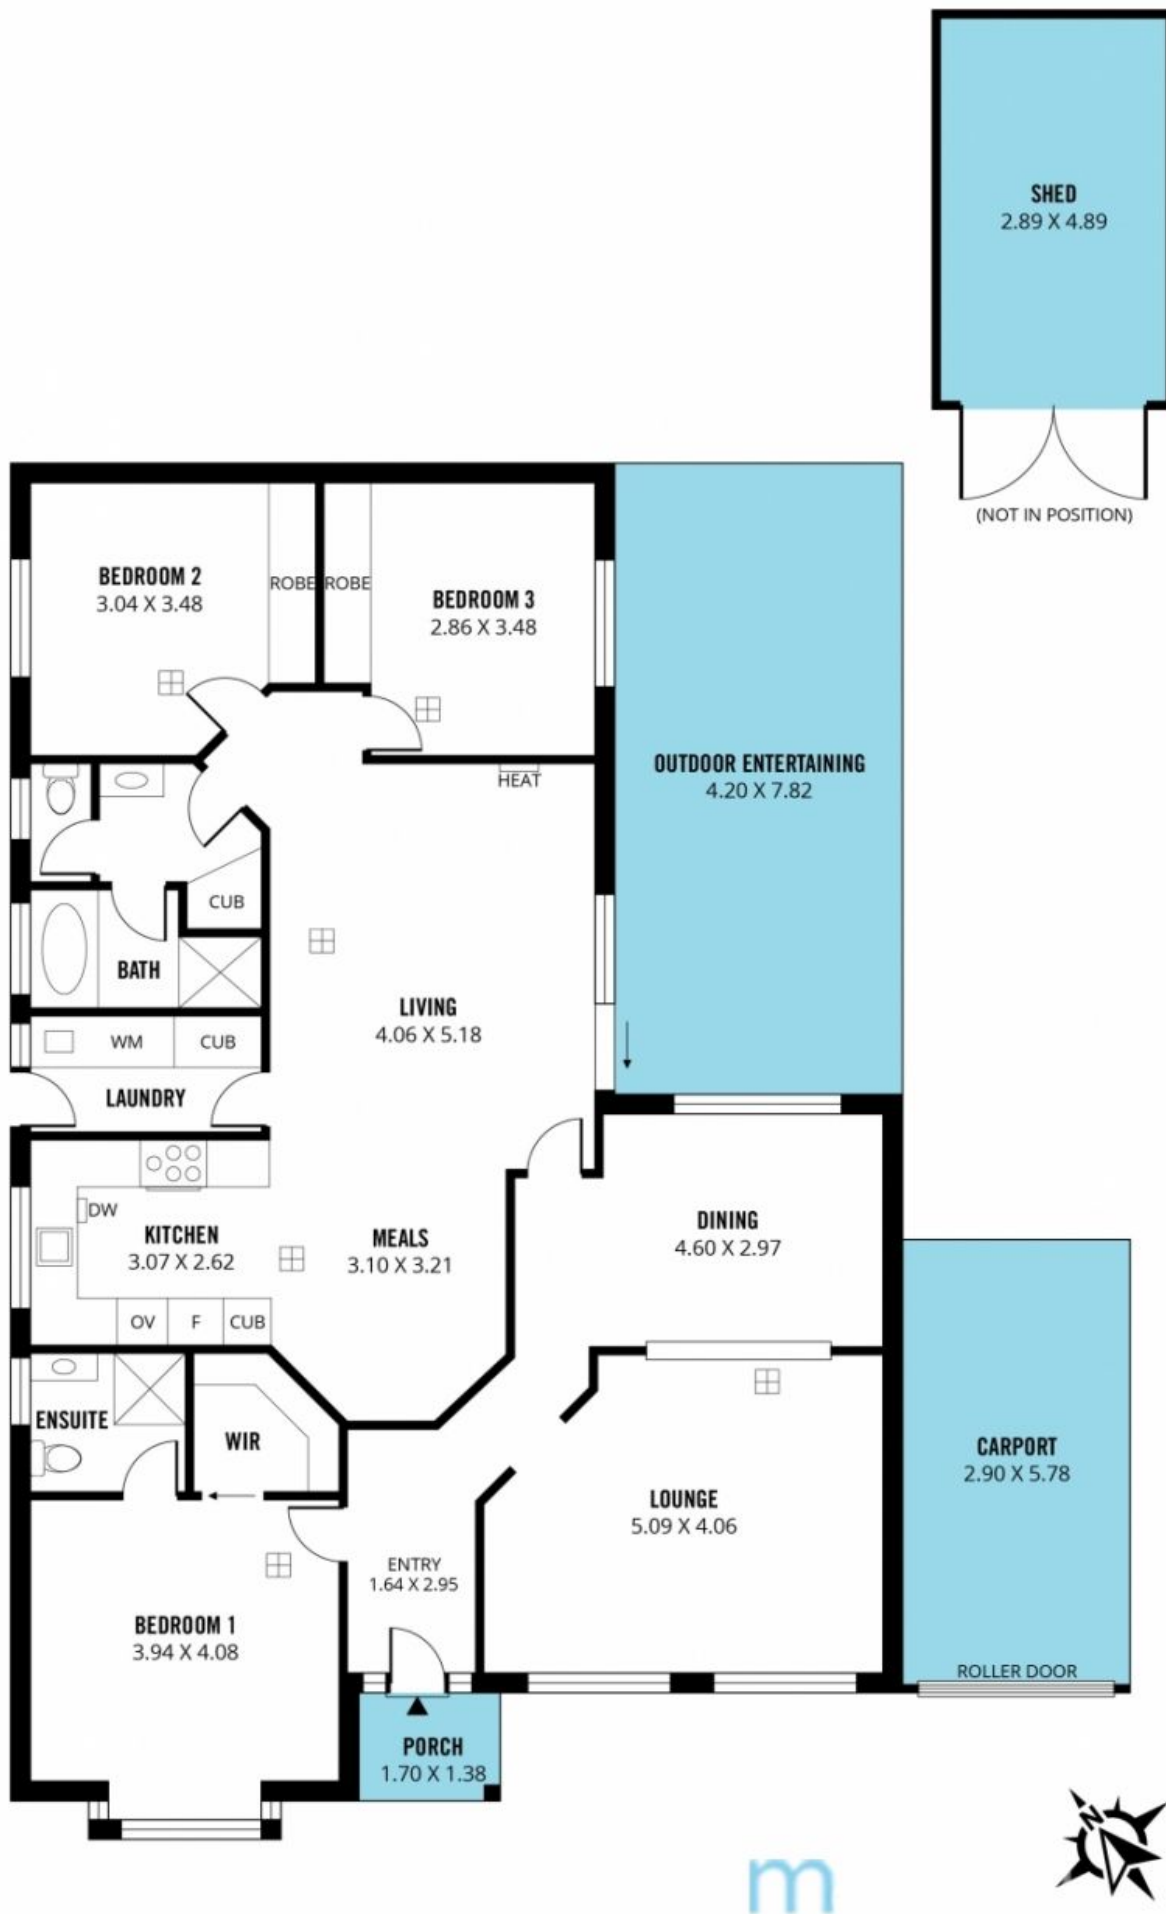 SHED
2.89 X 4.89
(NOT IN POSITION)
BEDROOM 2
3.04 X 3.48
ROBE
ROBE
BEDROOM 3
2.86 X 3.48
OUTDOOR ENTERTAINING
4.20 X 7.82
HEAT
CUB
BATH
LIVING
4.06 X 5.18
WM
CUB
LAUNDRY
DW
KITCHEN
3.07 X 2.62
MEALS
3.10 X 3.21
DINING
4.60 X 2.97
OV
F
CUB
ENSUITE
WIR
CARPORT
2.90 X 5.78
LOUNGE
5.09 X 4.06
ENTRY
1.64 X 2.95
BEDROOM 1
3.94 X 4.08
ROLLER DOOR
PORCH
1.70 X 1.38
N
m